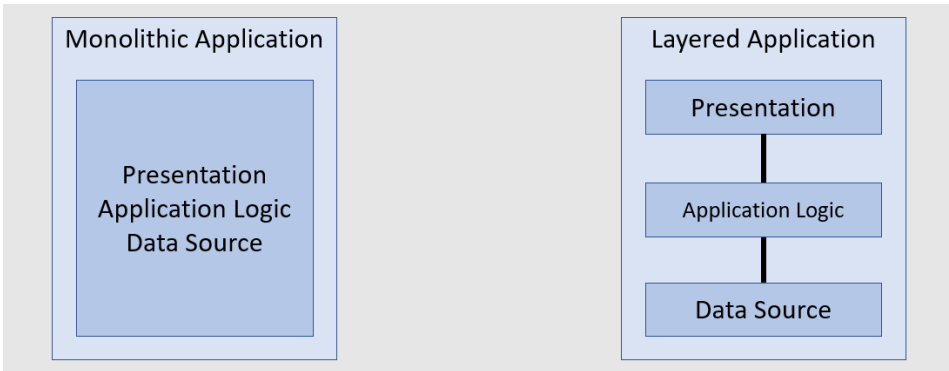 Monolithic Application
Presentation
Application Logic
Data Source
Layered Application
Presentation
Application Logic
Data Source